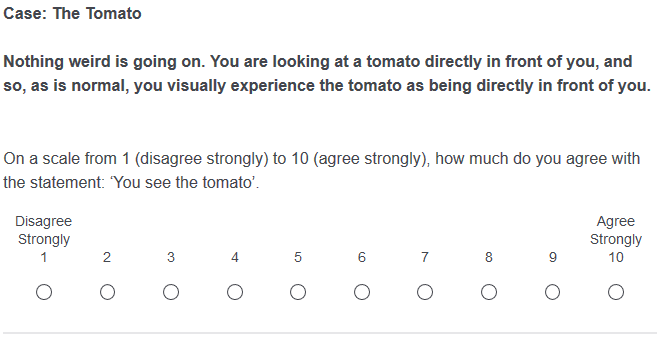 Case: The Tomato
Nothing weird is going on. You are looking at a tomato directly in front of you, and
so, as is normal, you visually experience the tomato as being directly in front of you.
On a scale from 1 (disagree strongly) to 10 (agree strongly), how much do you agree with
the statement: ‘You see the tomato’.
Disagree Agree
Strongly Strongly
1 2 3 4 5 6 7 8 9 10